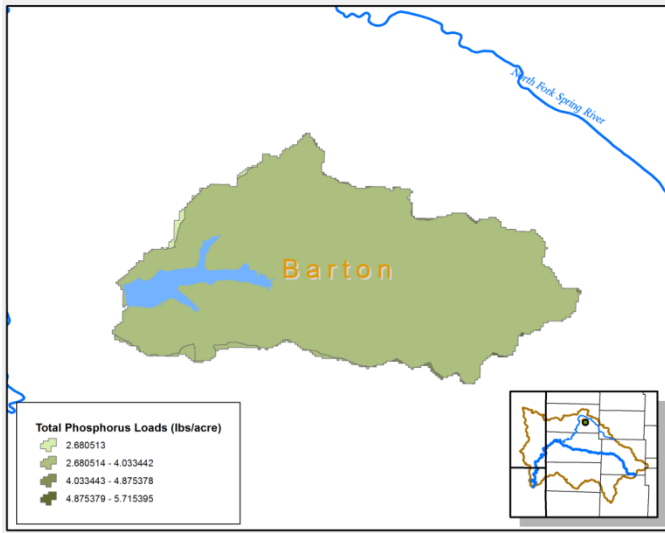 North Fork Spring River
Barton
Total Phosphorus Loads (lbs/acre)
2.680513
2.680514 - 4.033442
4.033443 - 4.875378
4.875379 - 5.715395